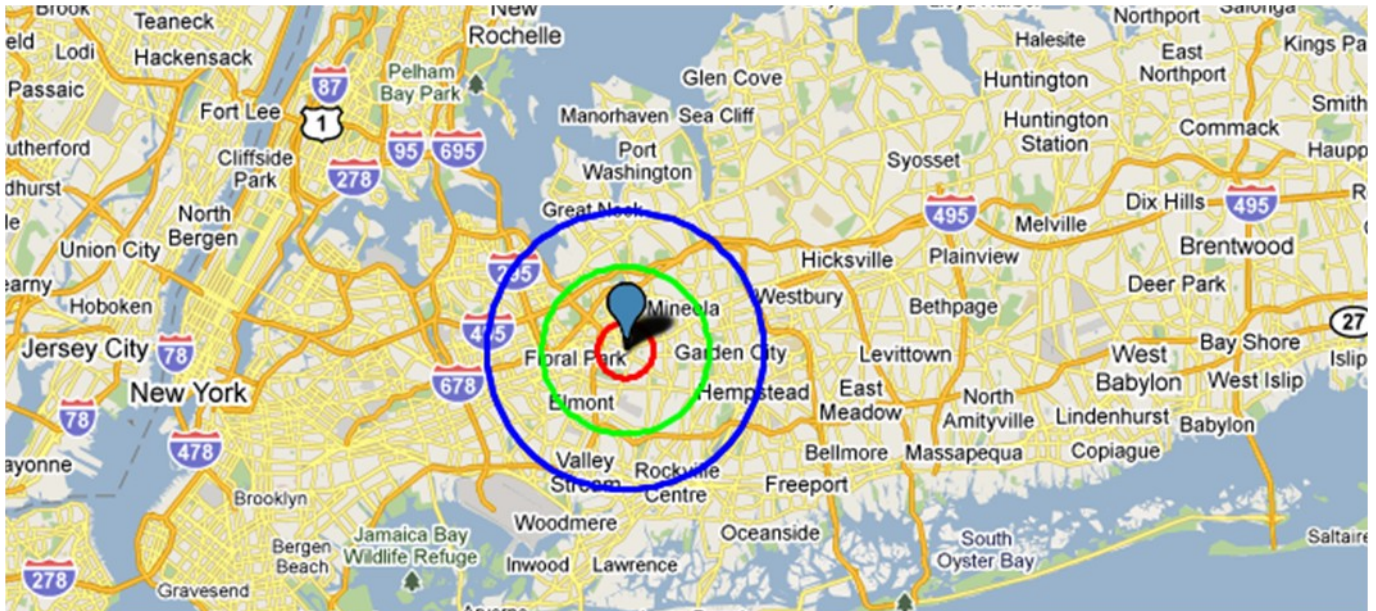 Brook
Teaneck
New
Rochelle
Northport
Salonga
eld
Lodi
Hackensack
Halesite
East
Northport
Kings Pa
Passaic
87
Pelham
Bay Park
Glen Cove
Huntington
Fort Lee
1
Manorhaven
Sea Cliff
Smith
Huntington
Station
Commack
utherford
Cliffside
Park
95
695
278
Port
Washington
Syosset
Haupp
dhurst
le
North
Bergen
Great Neck
495
Melville
Dix Hills
495
R
Union City
295
Hicksville
Plainview
Brentwood
earny
Hoboken
Mineola
Westbury
Bethpage
Deer Park
27
Jersey City
78
495
Floral Park
Garden City
Levittown
West
Babylon
Bay Shore
Islip
New York
678
Elmont
Hempstead
East
Meadow
North
Amityville
West Islip
78
478
Lindenhurst
Babylon
ayonne
Valley
Stream
Rockville
Centre
Bellmore
Massapequa
Copiague
Freeport
Brooklyn
Woodmere
Oceanside
Jamaica Bay
Wildlife Refuge
Bergen
Beach
Inwood
Lawrence
South
Oyster Bay
Saltaire
278
Gravesend